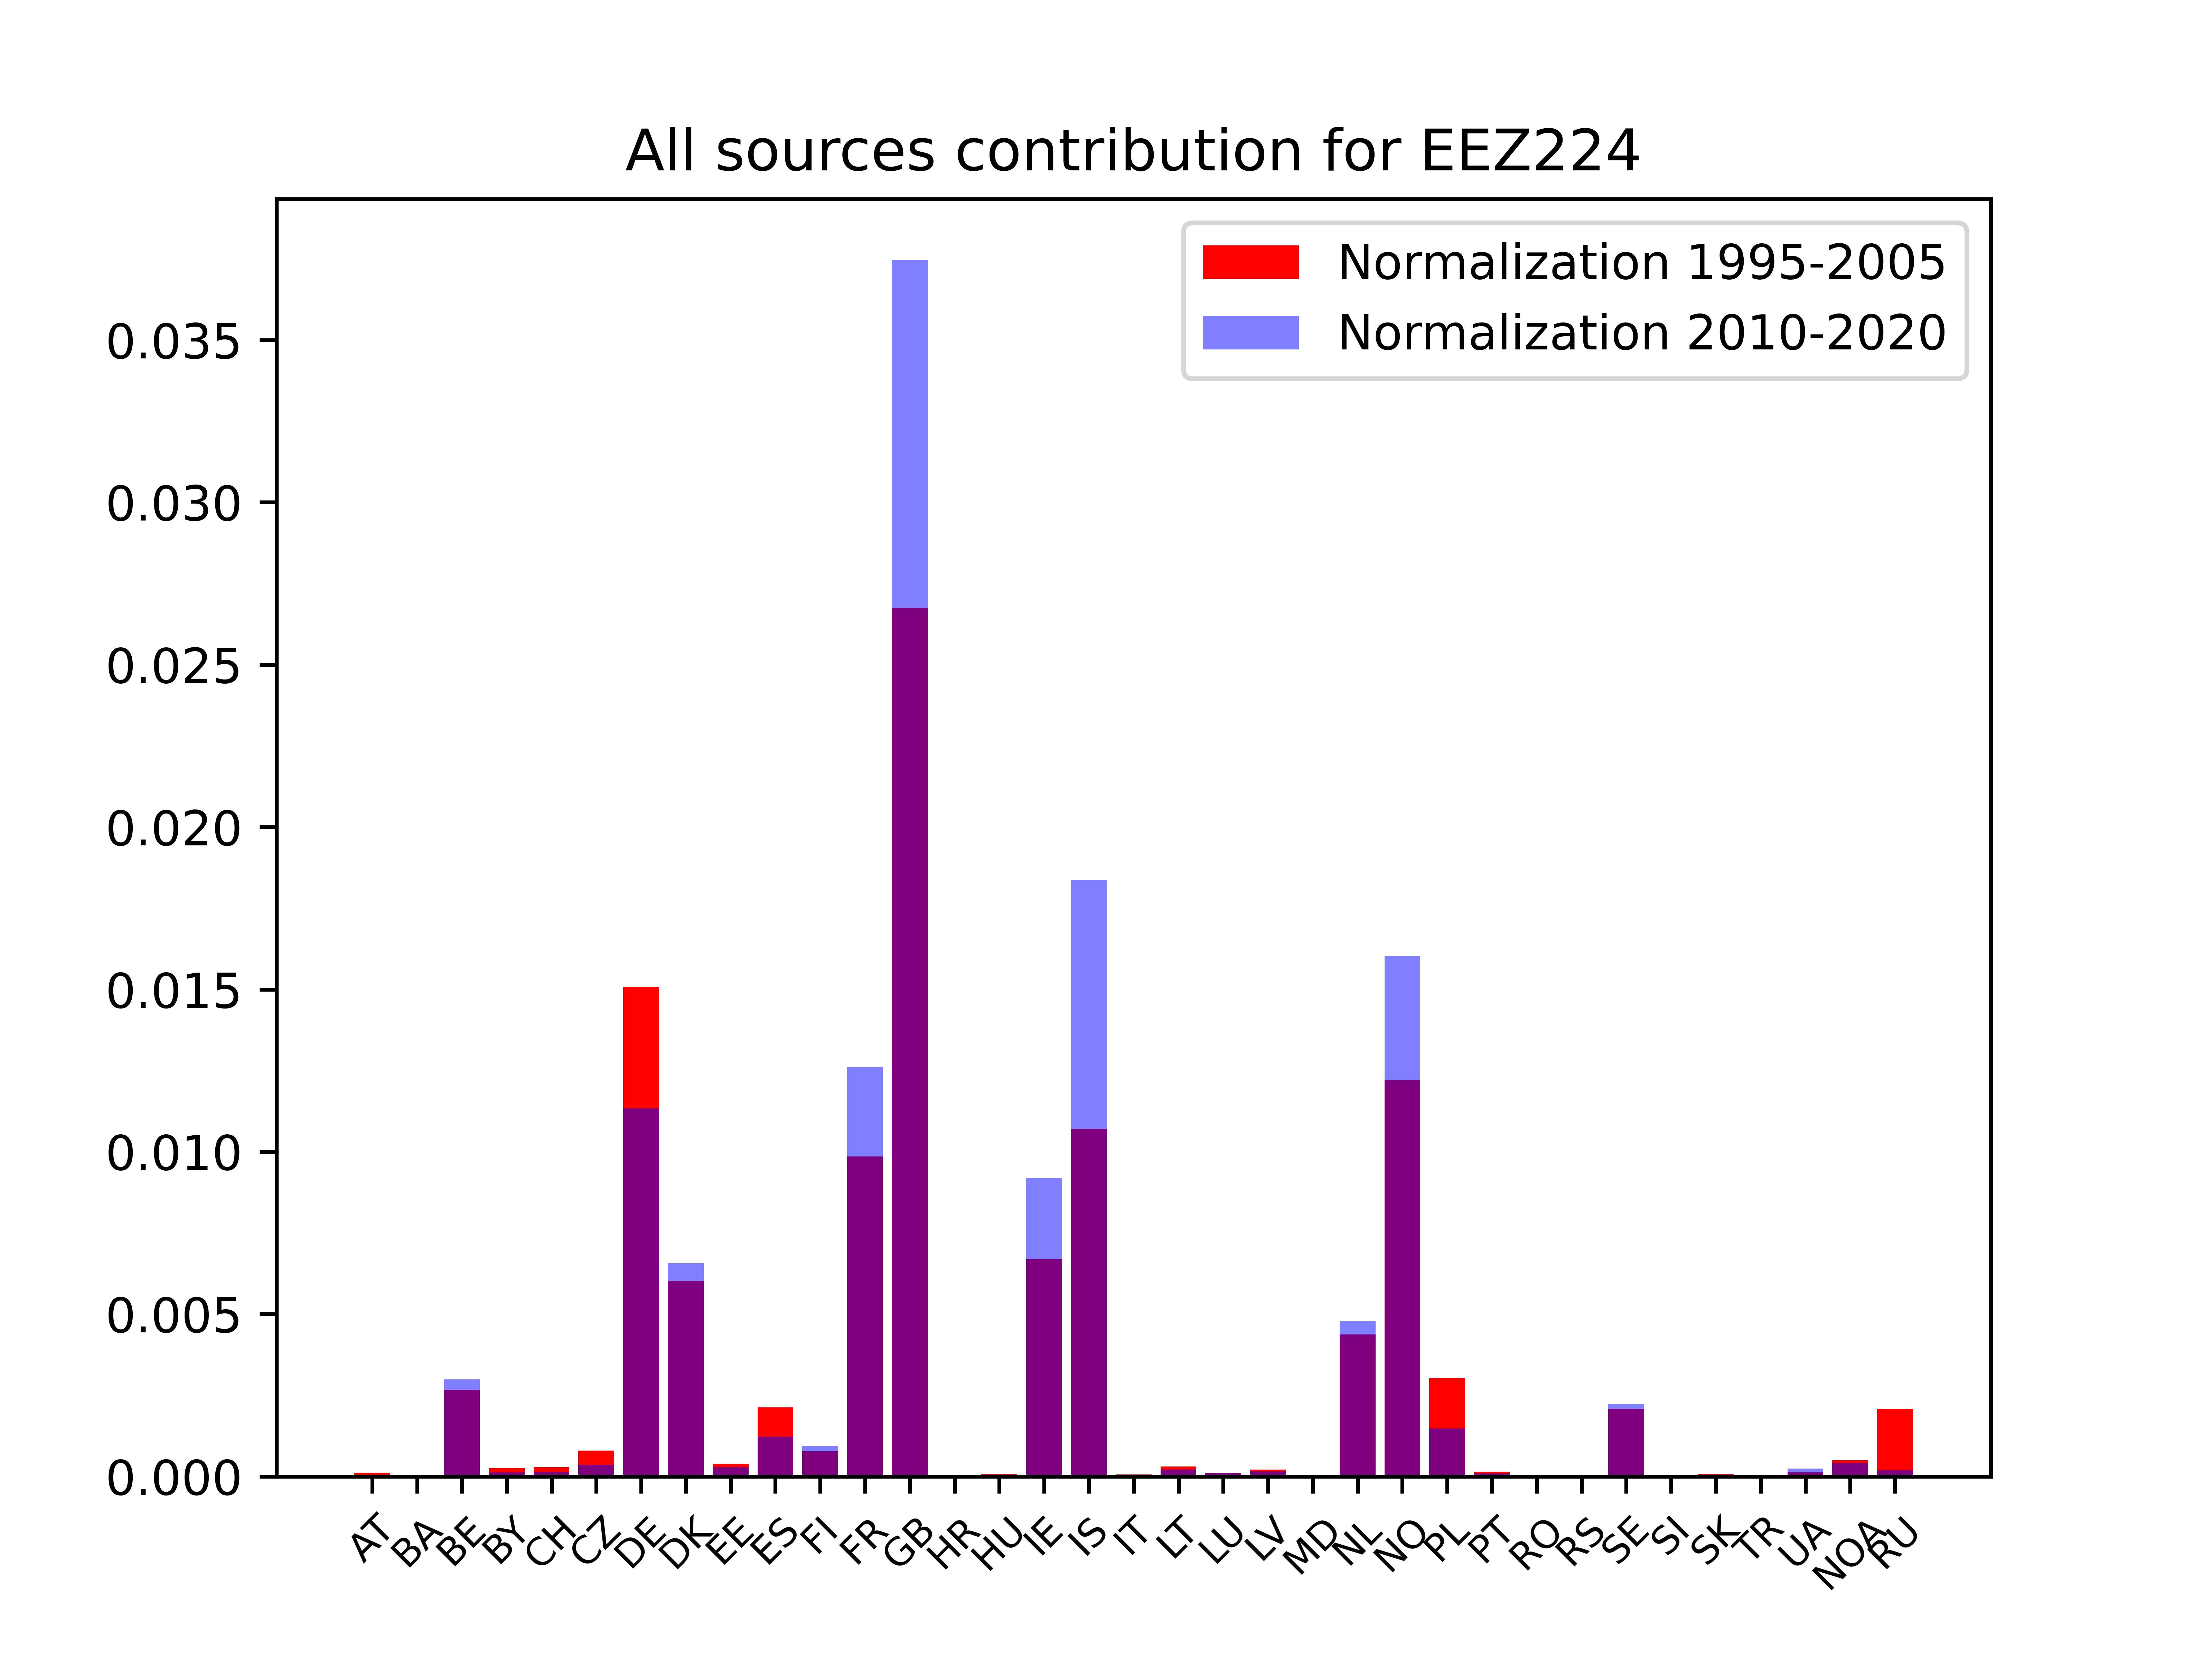 All sources contribution for EEZ224
Normalization 1995-2005
Normalization 2010-2020
0.035
0.030
0.025
0.020
0.015
0.010
0.005
0.000
AT BA BE BY CH CZ DE DK EE ES FI FR GB HR HU IE IS IT LT LU LV MD NL NO PL PT RO RS SE SI SK TR UA NOA RU